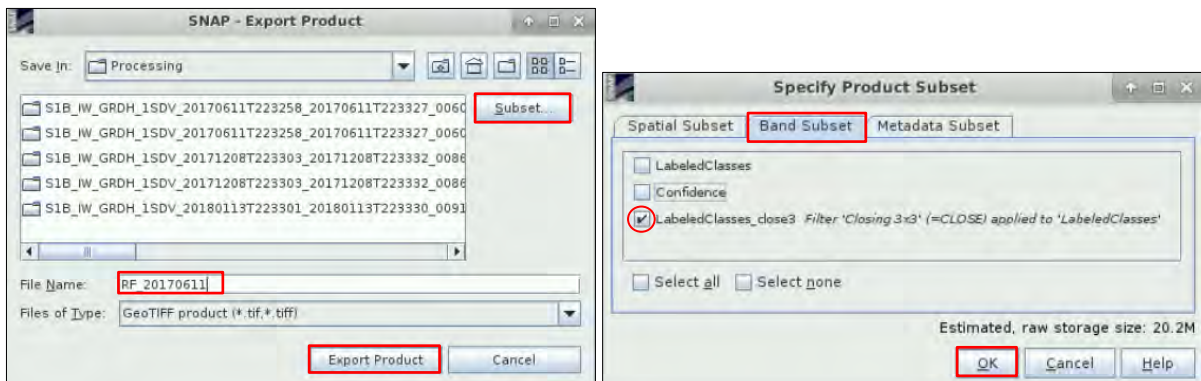 SNAP - Export Product
Save In: Processing
S1B_IW_GRDH_1SDV_20170611T223258_20170611T223327_0060
S1B_IW_GRDH_1SDV_20170611T223258_20170611T223327_0060
S1B_IW_GRDH_1SDV_20171208T223303_20171208T223332_0086
S1B_IW_GRDH_1SDV_20171208T223303_20171208T223332_0086
S1B_IW_GRDH_1SDV_20180113T223301_20180113T223330_0091
Subset...
File Name: RF_20170611
Files of Type: GeoTIFF product (*.tif,*.tiff)
Export Product Cancel
Specify Product Subset
Spatial Subset Band Subset Metadata Subset
LabeledClasses
Confidence
LabeledClasses_close3 Filter 'Closing 3x3' (=CLOSE) applied to 'LabeledClasses'
Select all Select none
Estimated, raw storage size: 20.2M
OK Cancel Help